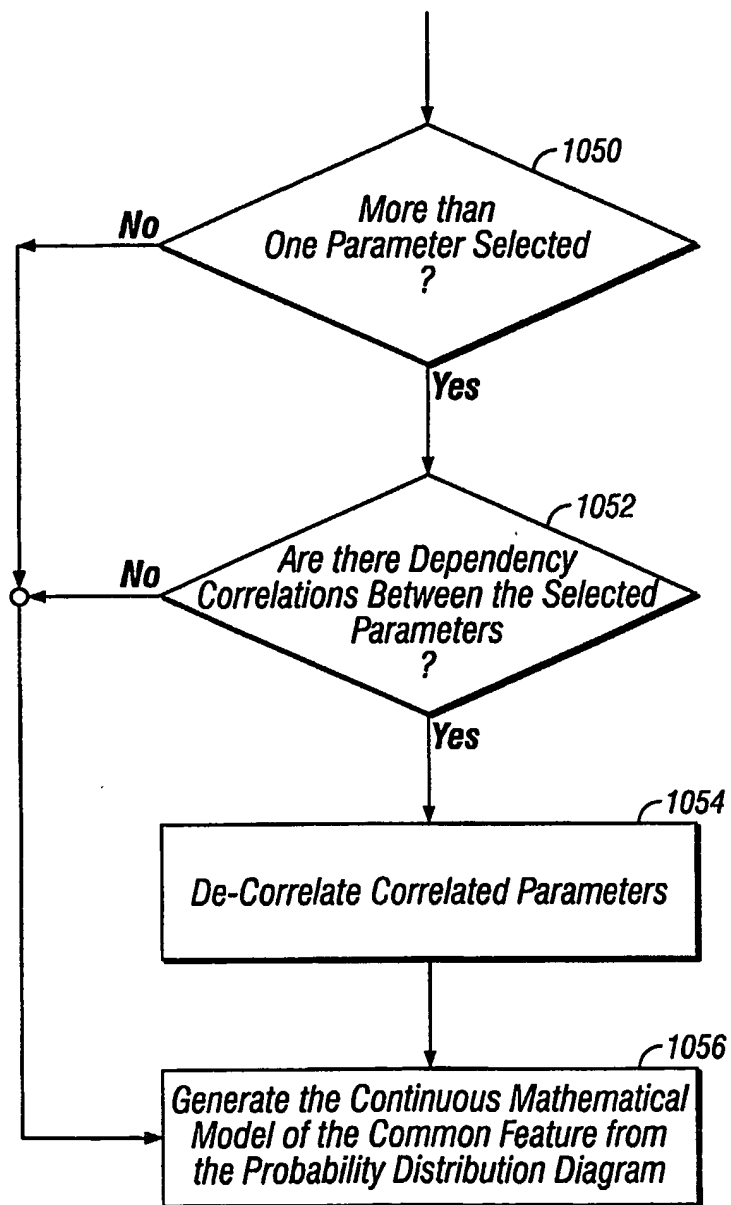 1050
More than
One Parameter Selected
?
No
Yes
1052
Are there Dependency
Correlations Between the Selected
Parameters
?
No
Yes
1054
De-Correlate Correlated Parameters
1056
Generate the Continuous Mathematical
Model of the Common Feature from
the Probability Distribution Diagram